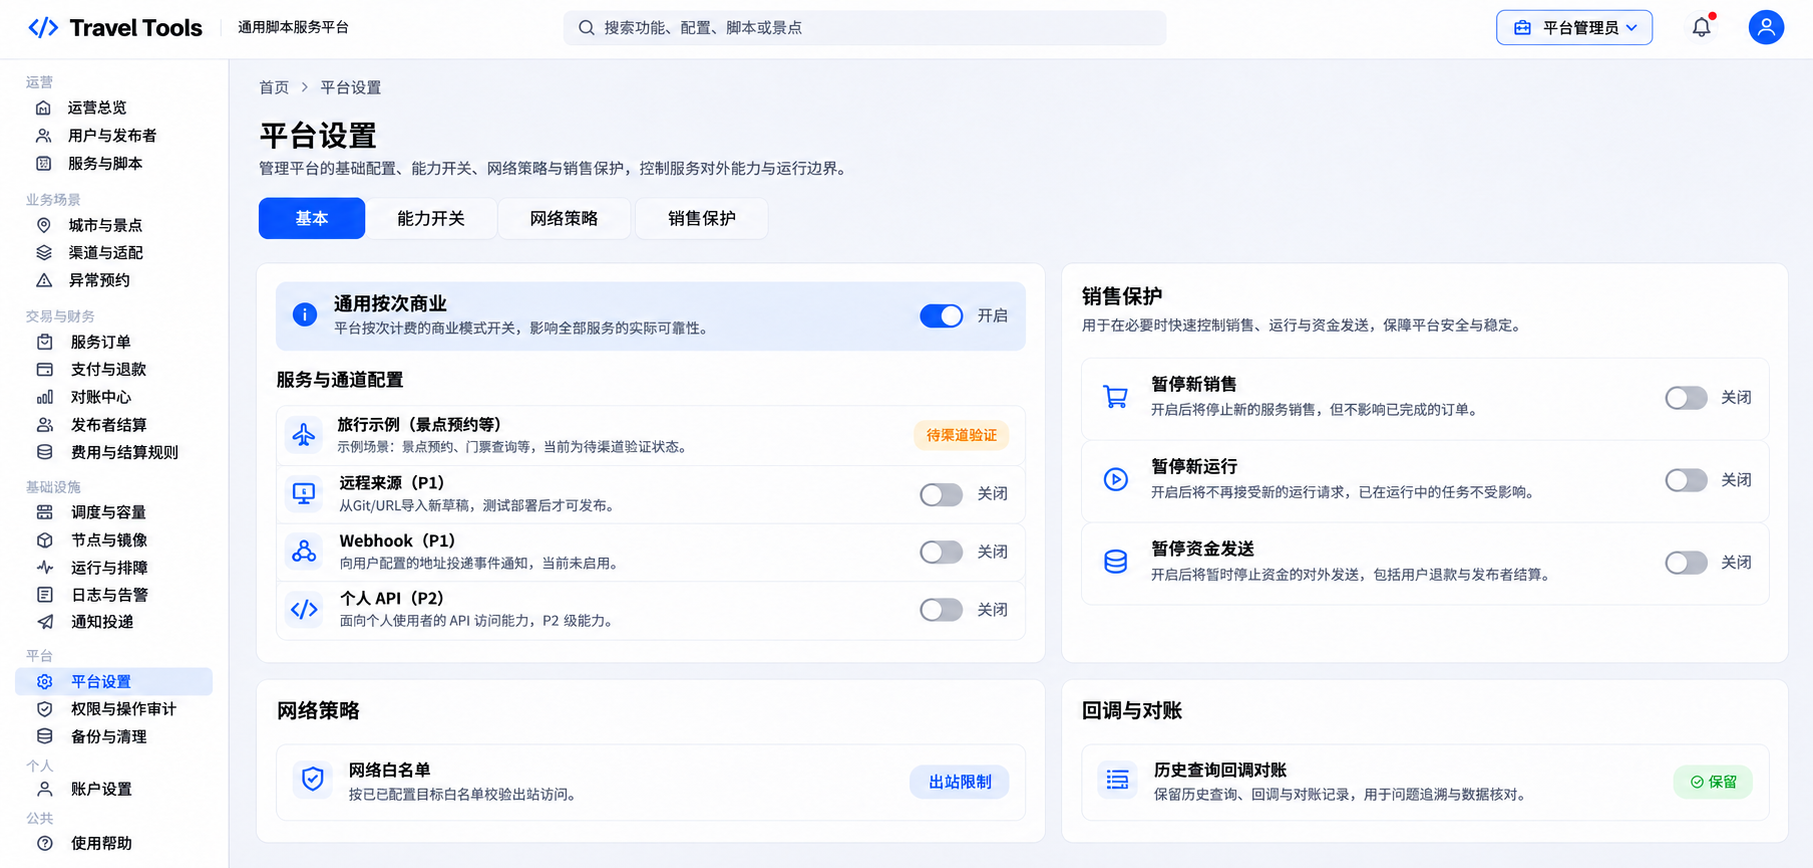 Travel Tools
通用脚本服务平台
搜索功能、配置、脚本或景点
平台管理员
运营
运营总览
用户与发布者
服务与脚本
业务场景
城市与景点
渠道与适配
异常预约
交易与财务
服务订单
支付与退款
对账中心
发布者结算
费用与结算规则
基础设施
调度与容量
节点与镜像
运行与排障
日志与告警
通知投递
平台
平台设置
权限与操作审计
备份与清理
个人
账户设置
公共
使用帮助
首页 > 平台设置
平台设置
管理平台的基础配置、能力开关、网络策略与销售保护，控制服务对外能力与运行边界。
基本
能力开关
网络策略
销售保护
通用按次商业
平台按次计费的商业模式开关，影响全部服务的实际可靠性。
开启
服务与通道配置
旅行示例（景点预约等）
示例场景：景点预约、门票查询等，当前为待渠道验证状态。
待渠道验证
远程来源（P1）
从Git/URL导入新草稿，测试部署后才可发布。
关闭
Webhook（P1）
向用户配置的地址投递事件通知，当前未启用。
关闭
个人 API（P2）
面向个人使用者的 API 访问能力，P2 级能力。
关闭
销售保护
用于在必要时快速控制销售、运行与资金发送，保障平台安全与稳定。
暂停新销售
开启后将停止新的服务销售，但不影响已完成的订单。
关闭
暂停新运行
开启后将不再接受新的运行请求，已在运行中的任务不受影响。
关闭
暂停资金发送
开启后将暂时停止资金的对外发送，包括用户退款与发布者结算。
关闭
网络策略
网络白名单
按已已配置目标白名单校验出站访问。
出站限制
回调与对账
历史查询回调对账
保留历史查询、回调与对账记录，用于问题追溯与数据核对。
保留